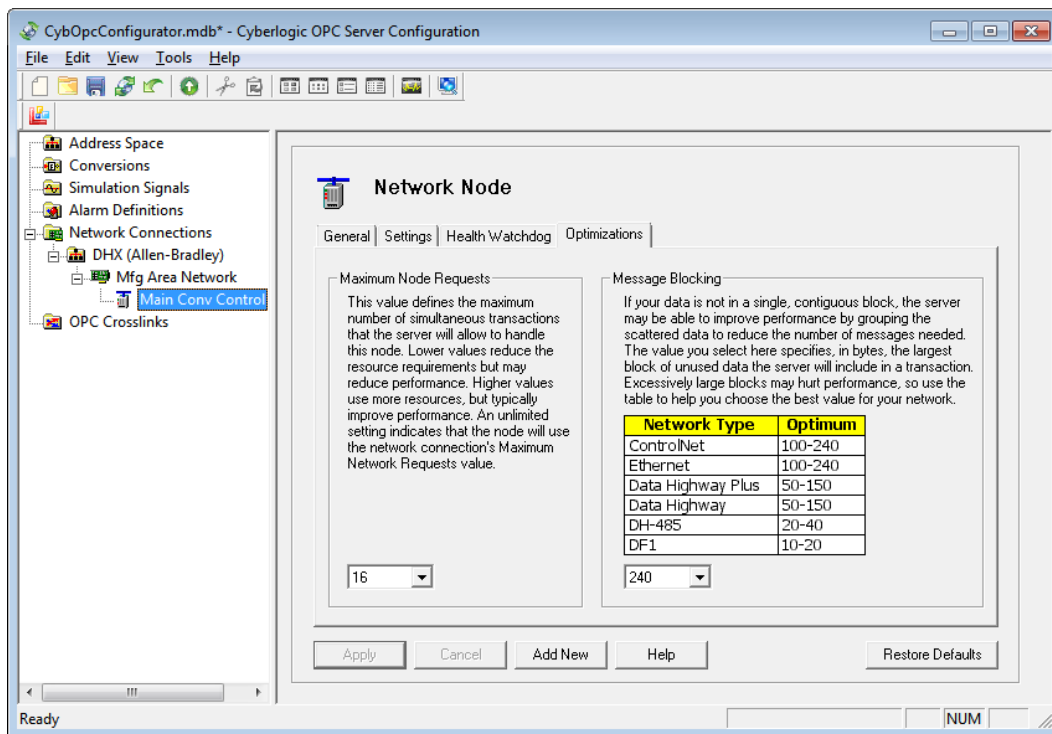 CybOpcConfigurator.mdb* - Cyberlogic OPC Server Configuration
File Edit View Tools Help
Address Space
Conversions
Simulation Signals
Alarm Definitions
Network Connections
DHX (Allen-Bradley)
Mfg Area Network
Main Conv Control
OPC Crosslinks
Network Node
General Settings Health Watchdog Optimizations
Maximum Node Requests
This value defines the maximum
number of simultaneous transactions
that the server will allow to handle
this node. Lower values reduce the
resource requirements but may
reduce performance. Higher values
use more resources, but typically
improve performance. An unlimited
setting indicates that the node will use
the network connection's Maximum
Network Requests value.
16
Message Blocking
If your data is not in a single, contiguous block, the server
may be able to improve performance by grouping the
scattered data to reduce the number of messages needed.
The value you select here specifies, in bytes, the largest
block of unused data the server will include in a transaction.
Excessively large blocks may hurt performance, so use the
table to help you choose the best value for your network.
Network Type Optimum
ControlNet 100-240
Ethernet 100-240
Data Highway Plus 50-150
Data Highway 50-150
DH-485 20-40
DF1 10-20
240
Apply Cancel Add New Help Restore Defaults
Ready NUM